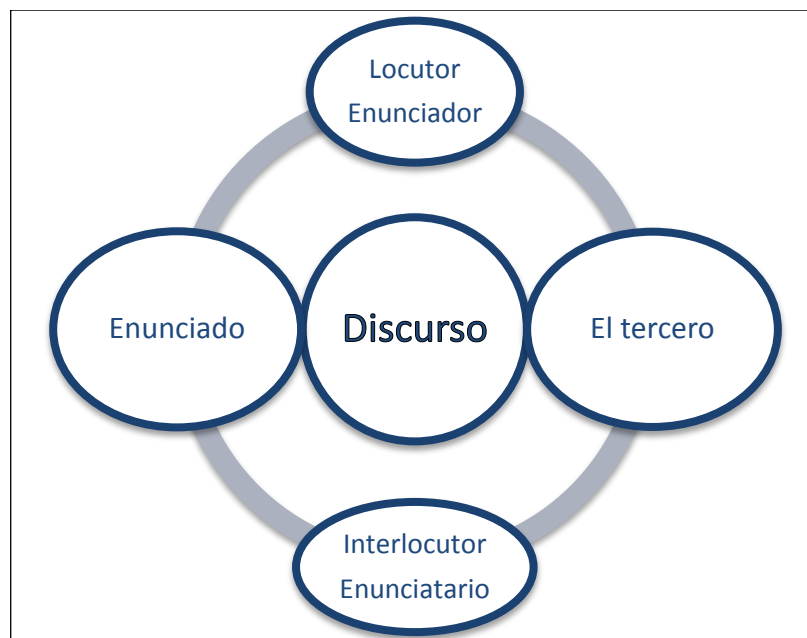 Locutor
Enunciador
Enunciado
Discurso
El tercero
Interlocutor
Enunciatario